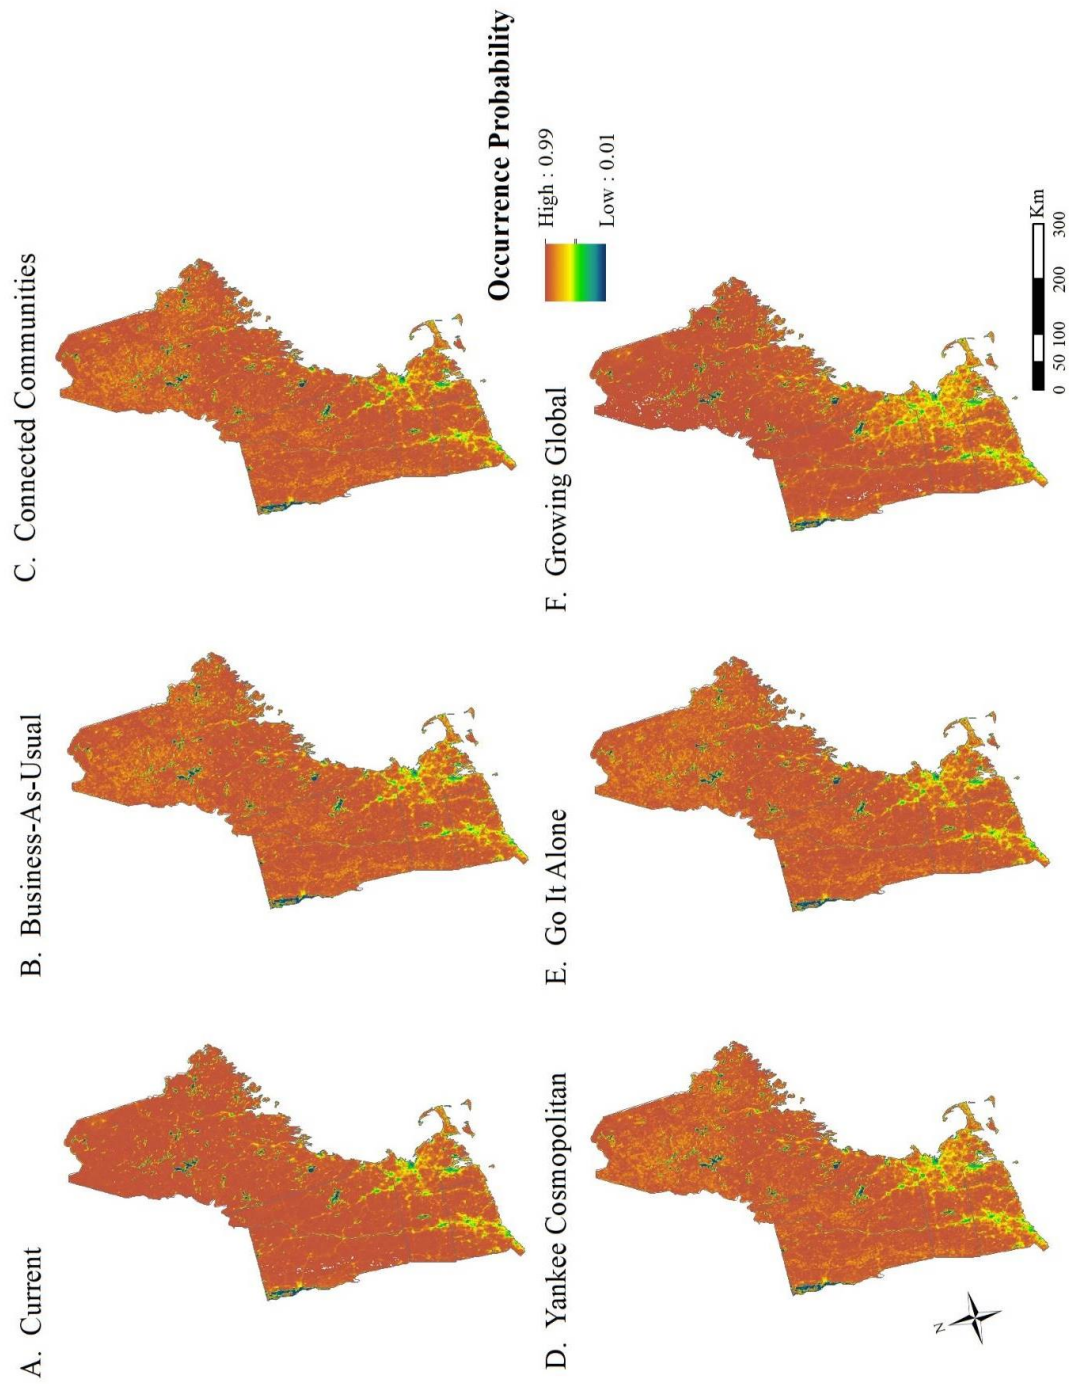 A. Current
B. Business-As-Usual
C. Connected Communities
D. Yankee Cosmopolitan
E. Go It Alone
F. Growing Global
Occurrence Probability
High : 0.99
Low : 0.01
N
Km
0 50 100 200 300